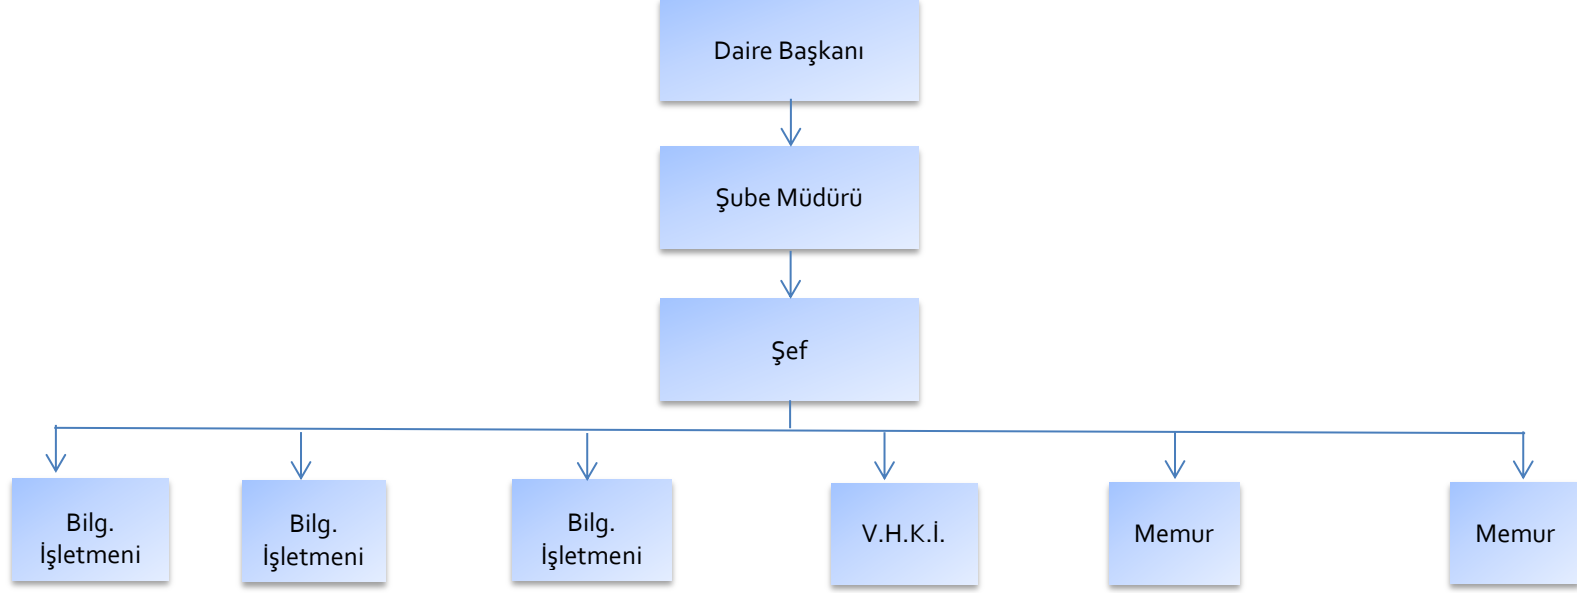 Daire Başkanı
Şube Müdürü
Şef
Bilg.
İşletmeni
Bilg.
İşletmeni
Bilg.
İşletmeni
V.H.K.İ.
Memur
Memur